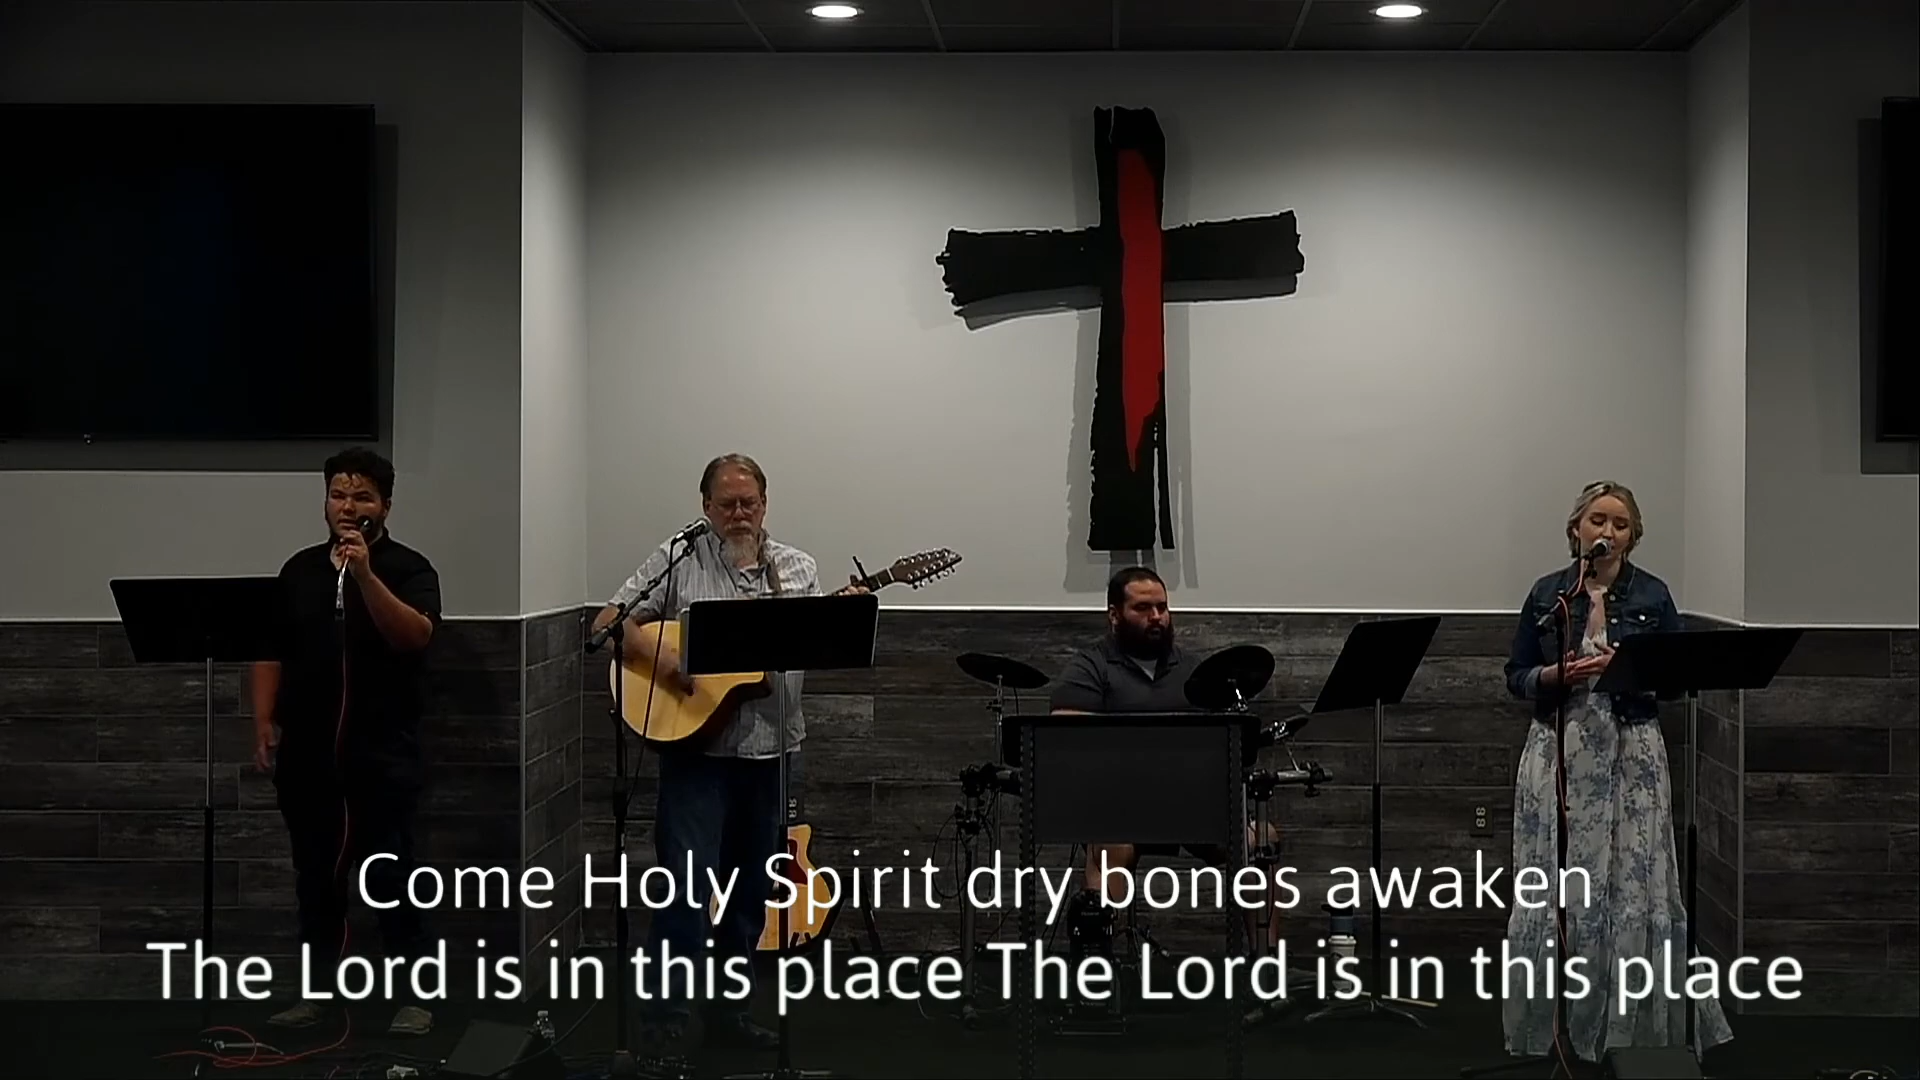 Come Holy Spirit dry bones awaken
The Lord is in this place The Lord is in this place